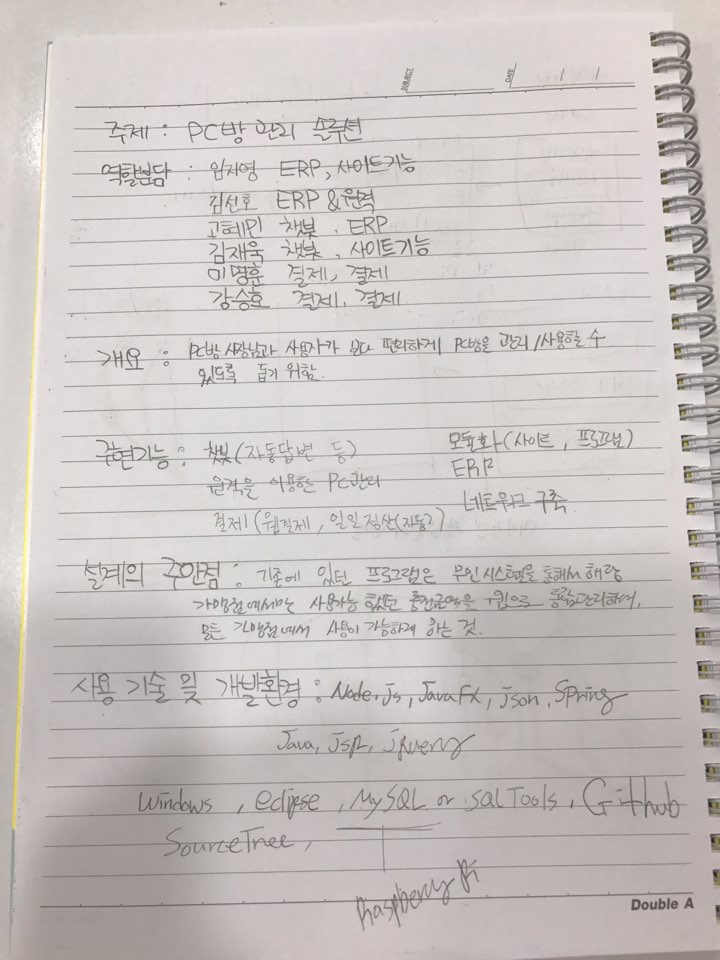 SUBJECT
DATE / /
주제 : PC방 관리 솔루션
역할분담 : 임지영 ERP, 사이트기능
김신호 ERP & 원격
고혜민 챗봇, ERP
김재욱 챗봇, 사이트기능
이명훈 결제, 결제
강승호 결제, 결제
개요 : PC방 사장님과 사용자가 보다 편리하게 PC방을 관리/사용할 수
있도록 돕기 위함.
구현기능 : 챗봇(자동답변 등) 모듈화(사이트, 프로그램)
원격을 이용한 PC관리 ERP
결제(웹결제, 일일정산(자동)) 네트워크 구축
설계의 주안점 : 기존에 있던 프로그램은 무인시스템을 통해서 해당
가맹점에서만 사용가능 했던 충전금액을 웹으로 통합관리하여,
모든 가맹점에서 사용이 가능하게 하는 것.
사용 기술 및 개발환경 : Node.js, JavaFX, json, Spring
Java, jsp, jQuery
windows, eclipse, MySQL or SQLTools, Github
SourceTree,
Raspberry Pi
Double A